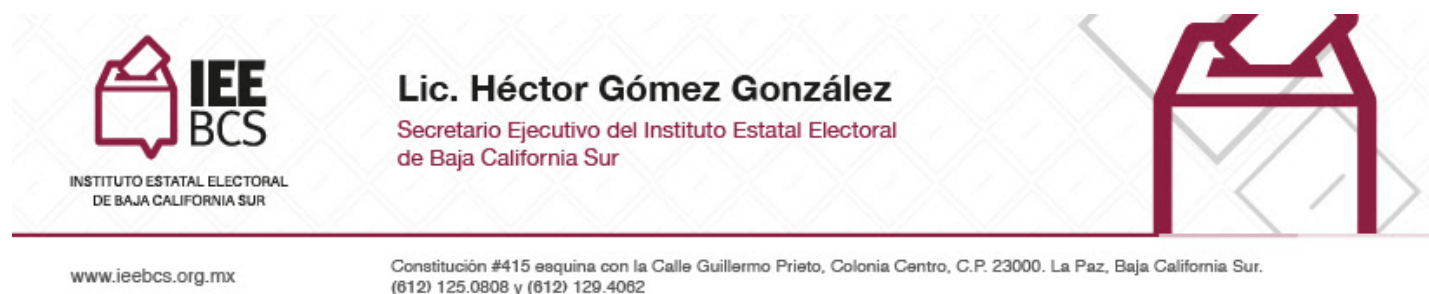 IEE
BCS
INSTITUTO ESTATAL ELECTORAL
DE BAJA CALIFORNIA SUR
Lic. Héctor Gómez González
Secretario Ejecutivo del Instituto Estatal Electoral
de Baja California Sur
www.ieebcs.org.mx
Constitución #415 esquina con la Calle Guillermo Prieto, Colonia Centro, C.P. 23000. La Paz, Baja California Sur.
(612) 125.0808 y (612) 129.4062